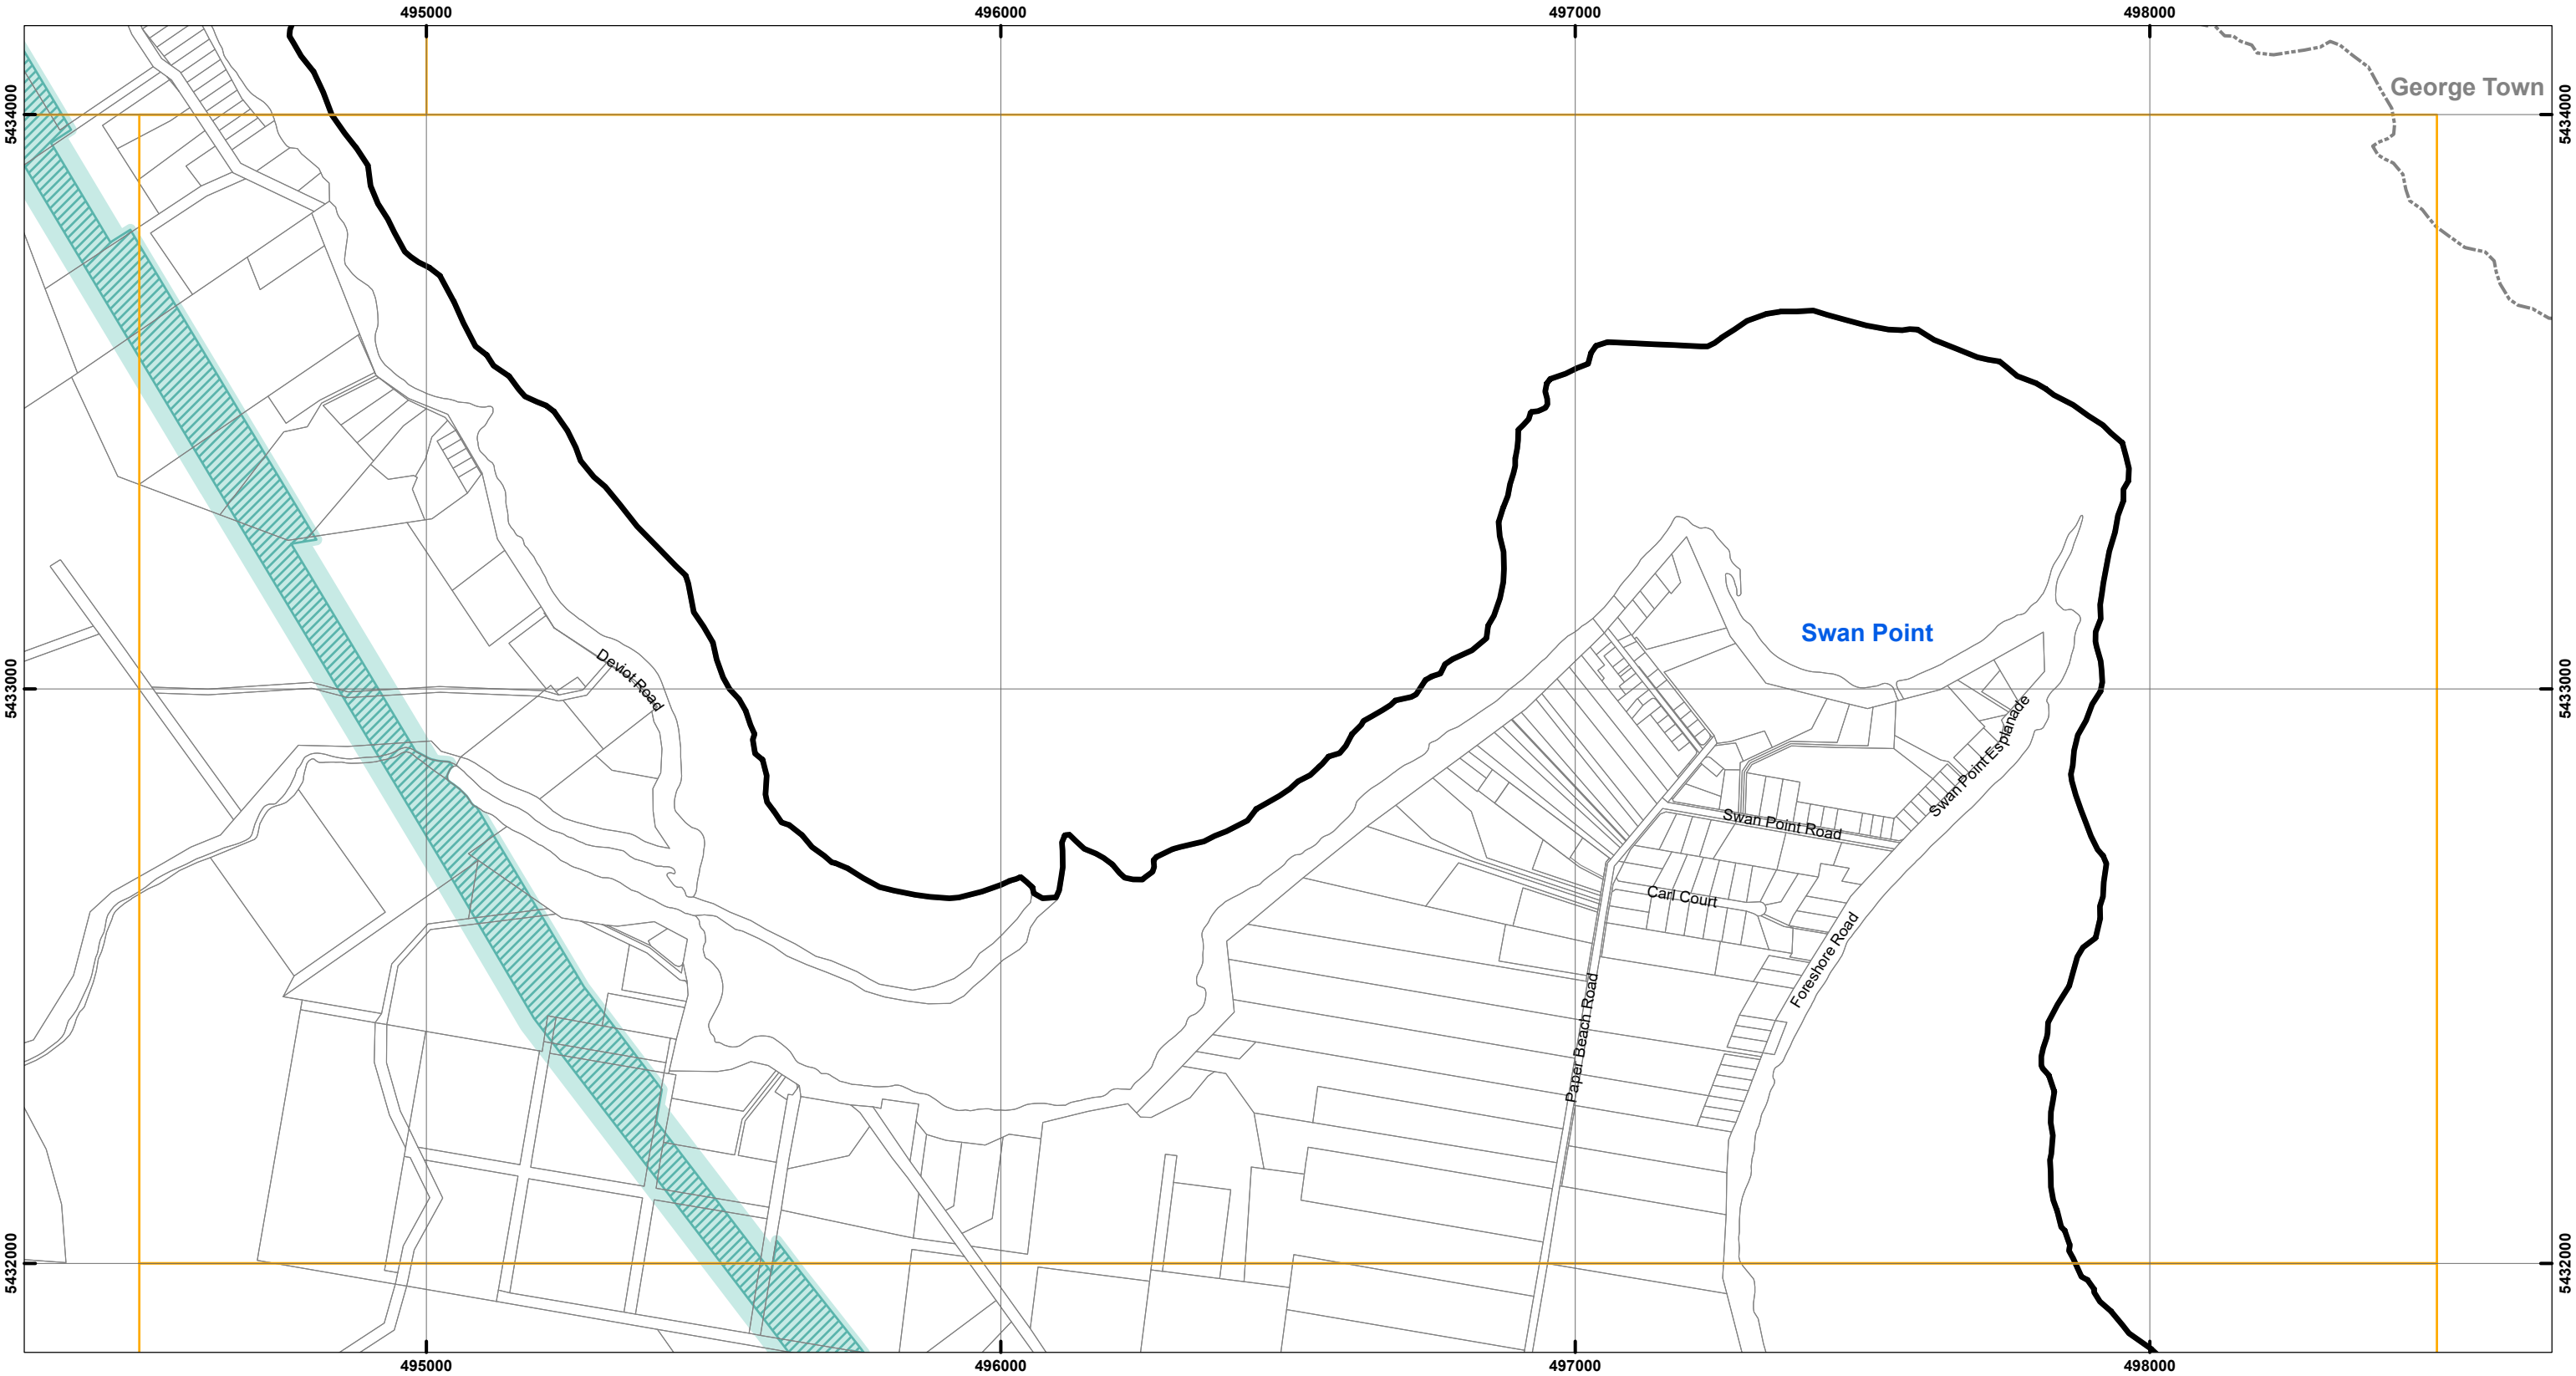 495000
496000
497000
498000
George Town
5434000
5434000
Swan Point
Deviot Road
5433000
5433000
Swan Point Esplanade
Swan Point Road
Carl Court
Foreshore Road
Paper Beach Road
5432000
5432000
495000
496000
497000
498000